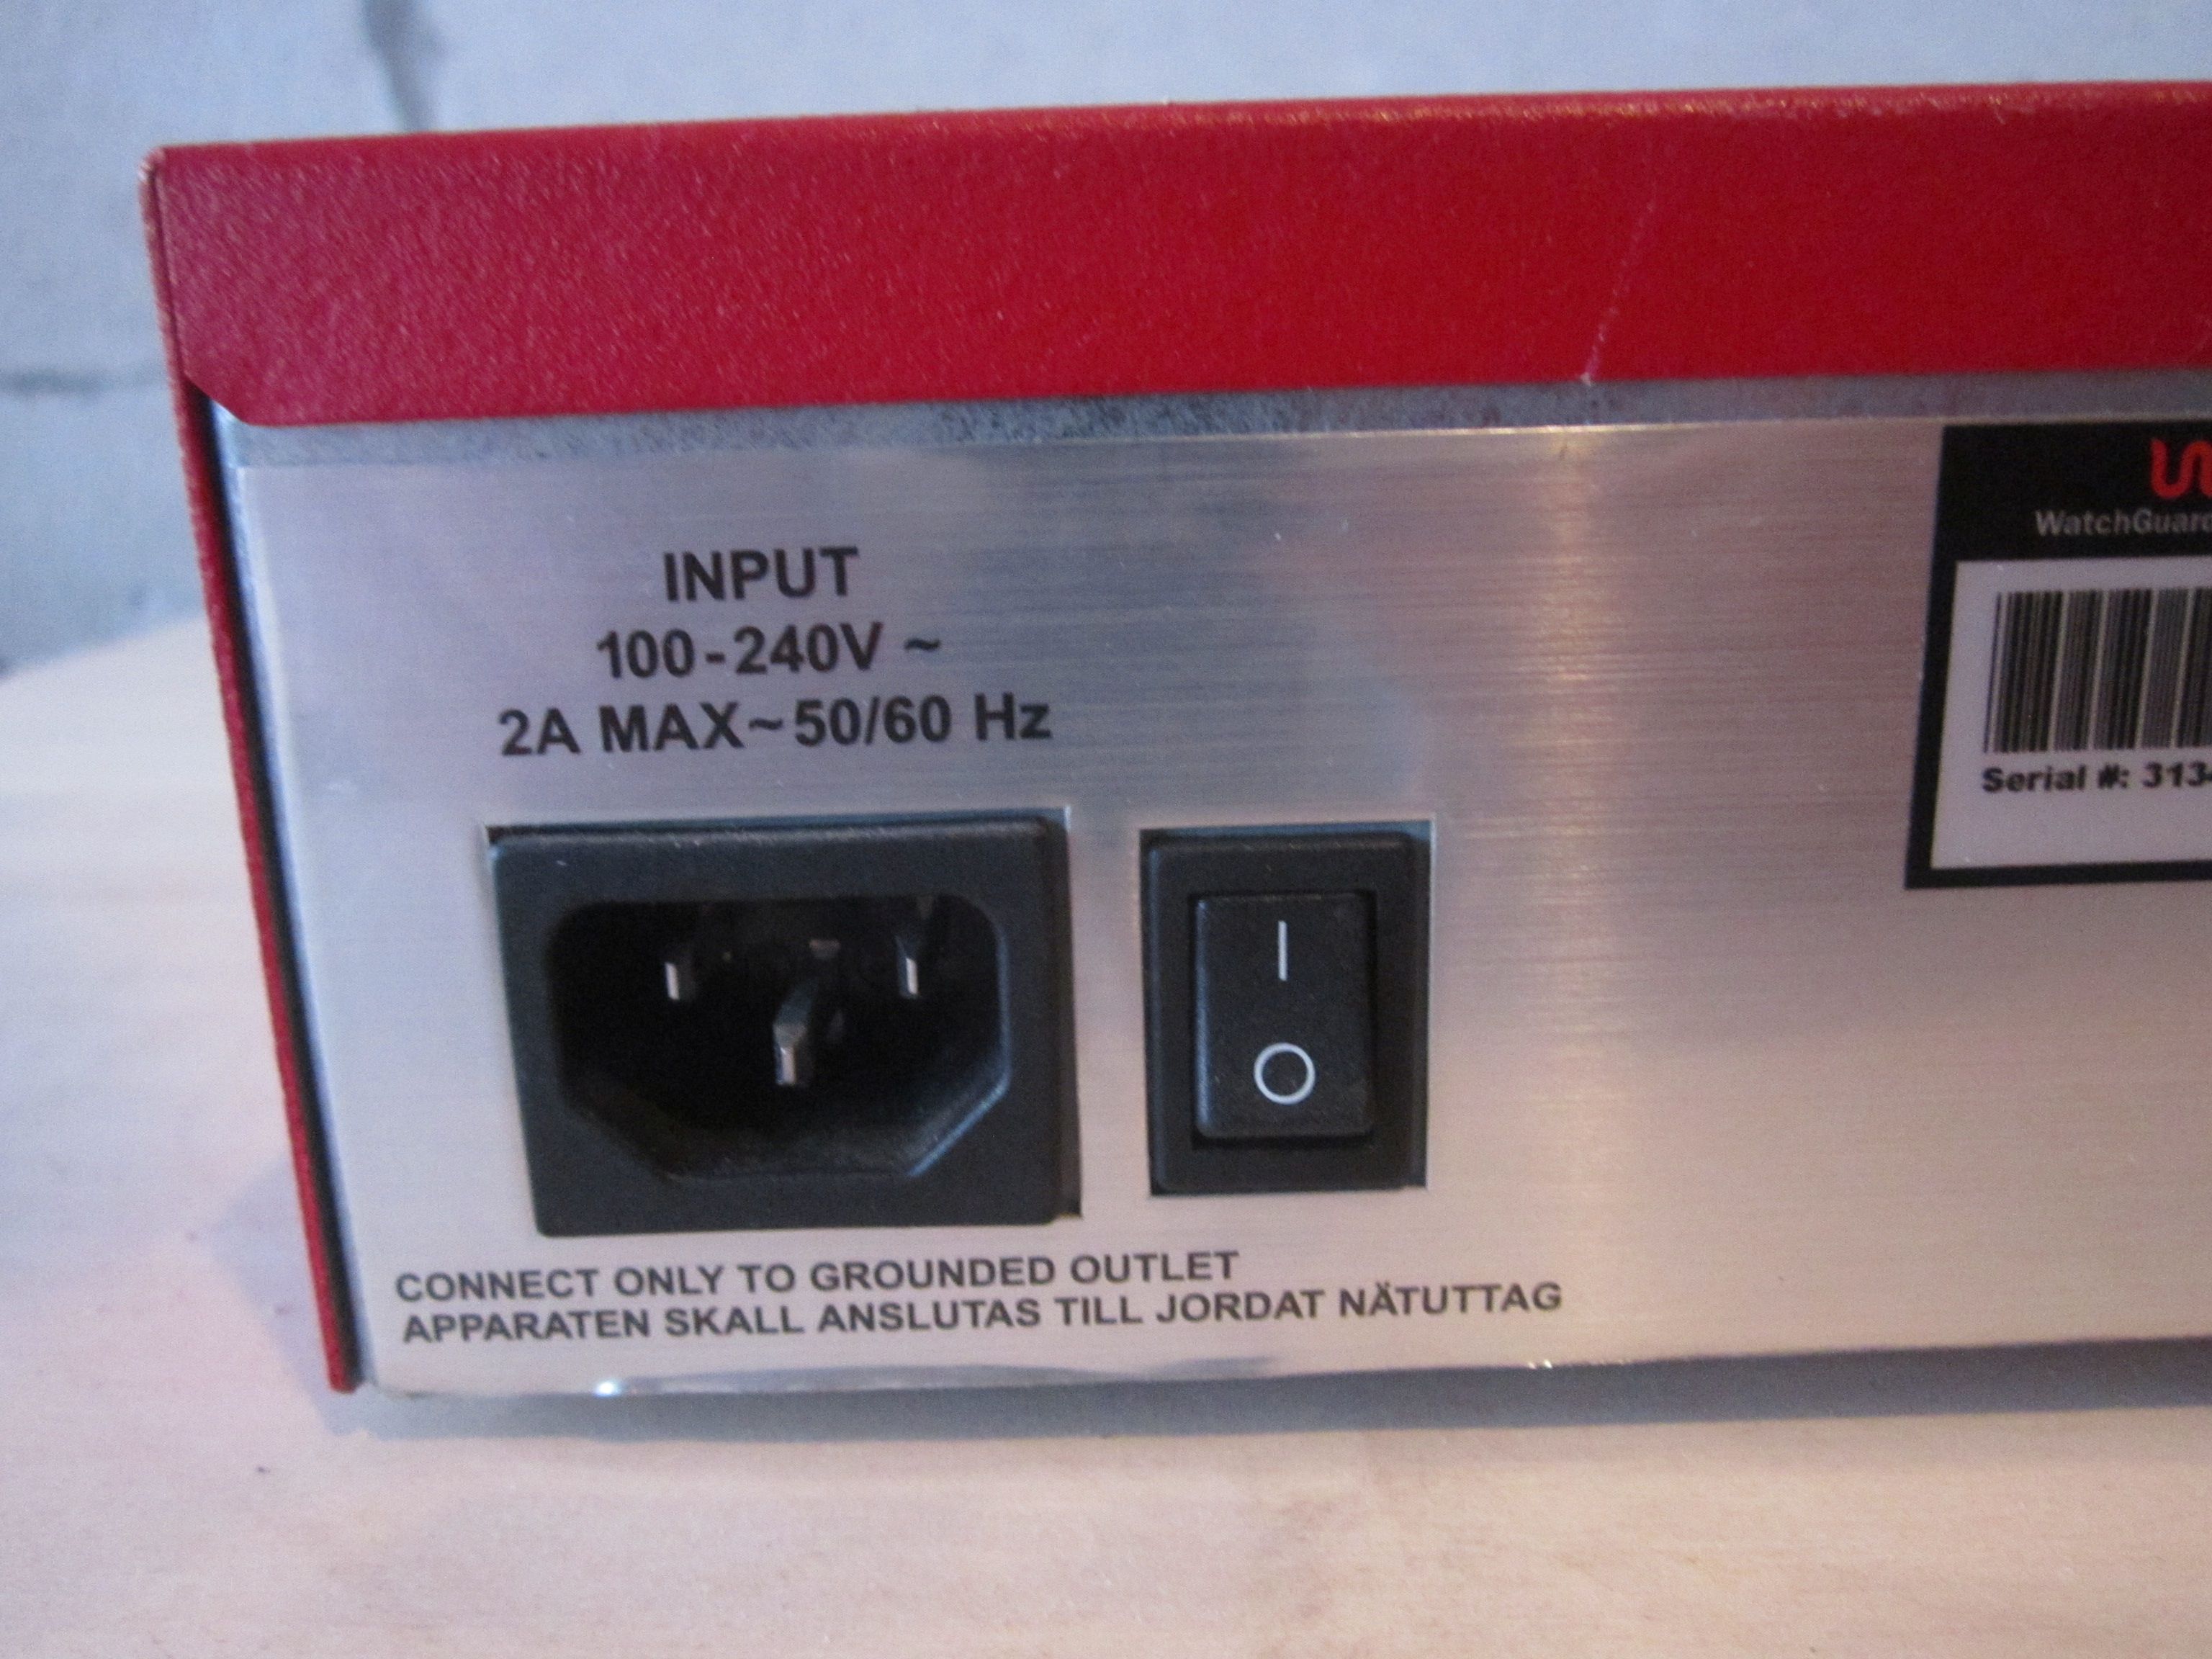 INPUT
100-240V ~
2A MAX~50/60 Hz
WatchGuar
Serial #: 313
I
O
CONNECT ONLY TO GROUNDED OUTLET
APPARATEN SKALL ANSLUTAS TILL JORDAT NÄTUTTAG